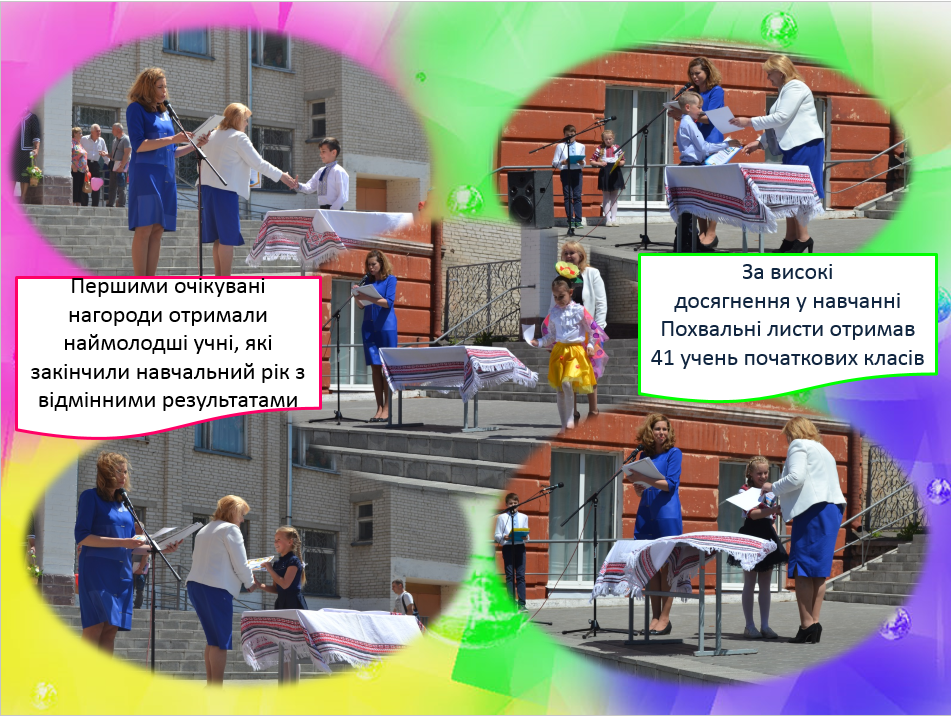 Першими очікувані
нагороди отримали
наймолодші учні, які
закінчили навчальний рік з
відмінними результатами
За високі
досягнення у навчанні
Похвальні листи отримав
41 учень початкових класів